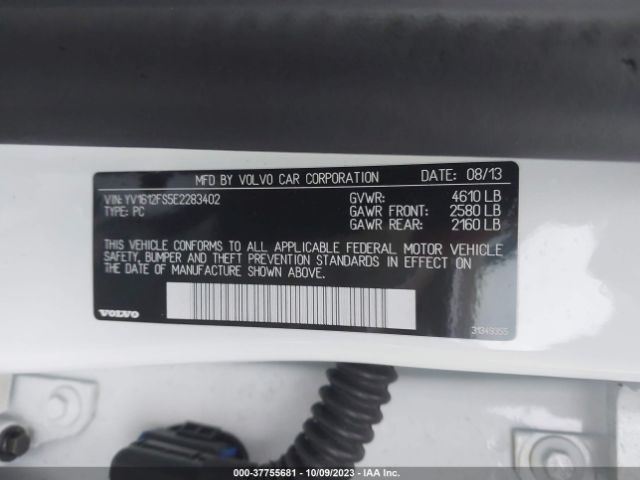 MFD BY VOLVO CAR CORPORATION DATE: 08/13
VIN: YV1612FS5E2283402 GVWR: 4610 LB
TYPE: PC GAWR FRONT: 2580 LB
GAWR REAR: 2160 LB
THIS VEHICLE CONFORMS TO ALL APPLICABLE FEDERAL MOTOR VEHICLE
SAFETY, BUMPER AND THEFT PREVENTION STANDARDS IN EFFECT ON
THE DATE OF MANUFACTURE SHOWN ABOVE.
VOLVO
31349355
000-37755681 | 10/09/2023 | IAA Inc.